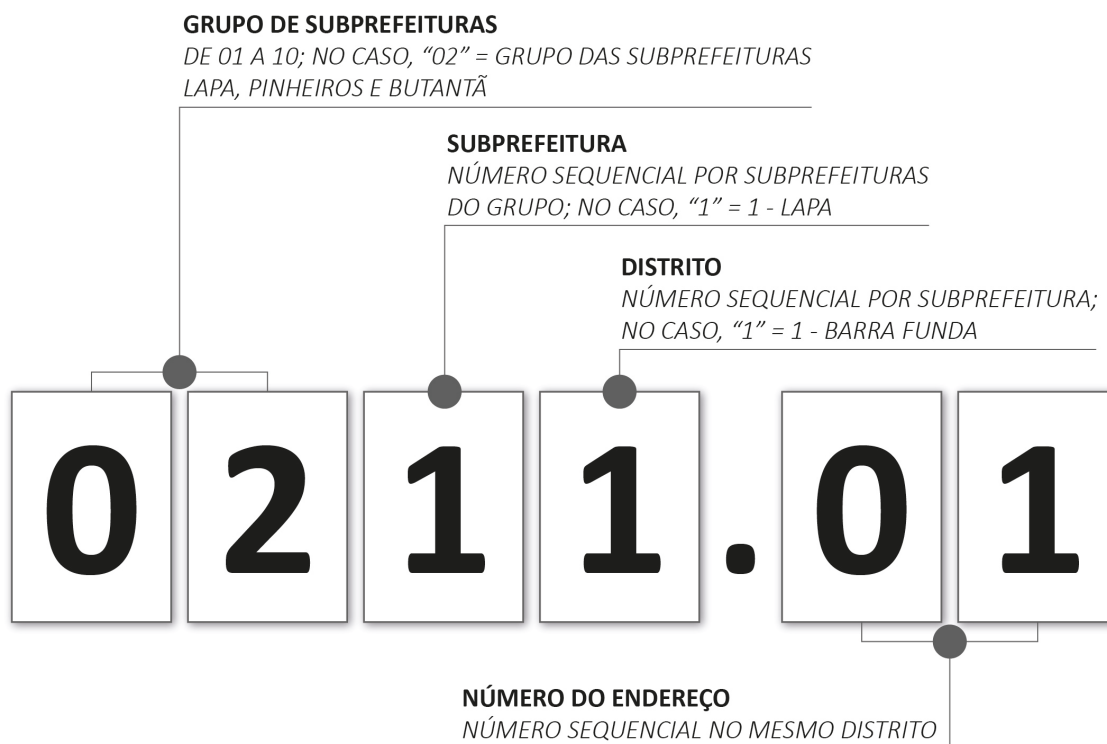 GRUPO DE SUBPREFEITURAS
DE 01 A 10; NO CASO, “02” = GRUPO DAS SUBPREFEITURAS
LAPA, PINHEIROS E BUTANTÃ
SUBPREFEITURA
NÚMERO SEQUENCIAL POR SUBPREFEITURAS
DO GRUPO; NO CASO, “1” = 1 - LAPA
DISTRITO
NÚMERO SEQUENCIAL POR SUBPREFEITURA;
NO CASO, “1” = 1 - BARRA FUNDA
0211.01
NÚMERO DO ENDEREÇO
NÚMERO SEQUENCIAL NO MESMO DISTRITO